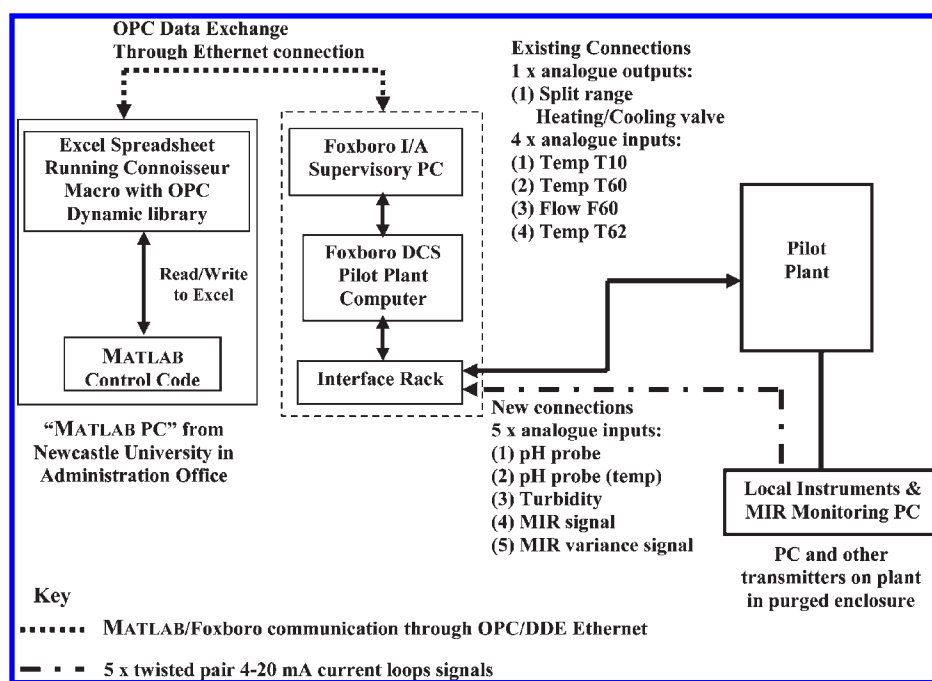 OPC Data Exchange
Through Ethernet connection
Excel Spreadsheet
Running Connoisseur
Macro with OPC
Dynamic library
Read/Write
to Excel
MATLAB
Control Code
“MATLAB PC” from
Newcastle University in
Administration Office
Foxboro I/A
Supervisory PC
Foxboro DCS
Pilot Plant
Computer
Interface Rack
Existing Connections
1 x analogue outputs:
(1) Split range
Heating/Cooling valve
4 x analogue inputs:
(1) Temp T10
(2) Temp T60
(3) Flow F60
(4) Temp T62
Pilot
Plant
New connections
5 x analogue inputs:
(1) pH probe
(2) pH probe (temp)
(3) Turbidity
(4) MIR signal
(5) MIR variance signal
Local Instruments &
MIR Monitoring PC
PC and other
transmitters on plant
in purged enclosure
Key
MATLAB/Foxboro communication through OPC/DDE Ethernet
5 x twisted pair 4-20 mA current loops signals